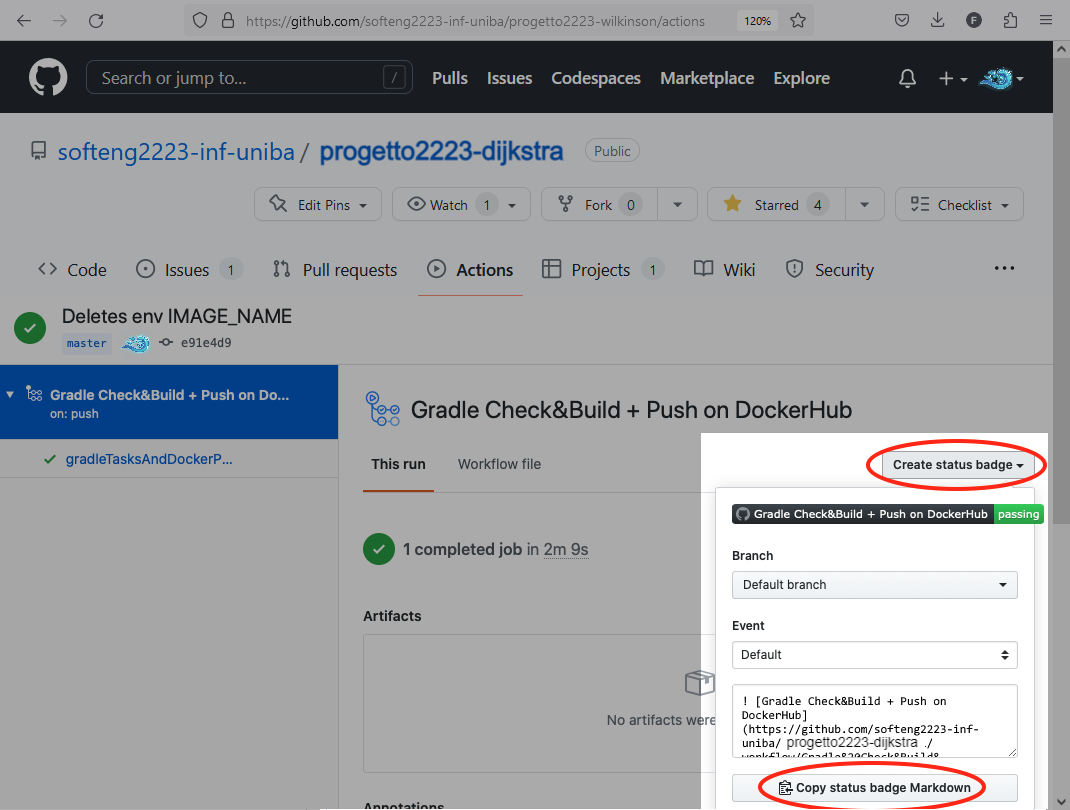 https://github.com/softeng2223-inf-uniba/progetto2223-wilkinson/actions 120% F
Search or jump to... / Pulls Issues Codespaces Marketplace Explore
softeng2223-inf-uniba / progetto2223-dijkstra Public
Edit Pins Watch 1 Fork 0 Starred 4 Checklist
Code Issues 1 Pull requests Actions Projects 1 Wiki Security ...
Deletes env IMAGE_NAME
master e91e4d9
Gradle Check&Build + Push on Do...
on: push
gradleTasksAndDockerP...
Gradle Check&Build + Push on DockerHub
This run Workflow file
Create status badge
Gradle Check&Build + Push on DockerHub passing
1 completed job in 2m 9s
Branch
Default branch
Artifacts
Event
Default
No artifacts were
! [Gradle Check&Build + Push on
DockerHub]
(https://github.com/softeng2223-inf-
uniba/ progetto2223-dijkstra ./
workflow/Gradle%20Check&Build&
Copy status badge Markdown
Annotations